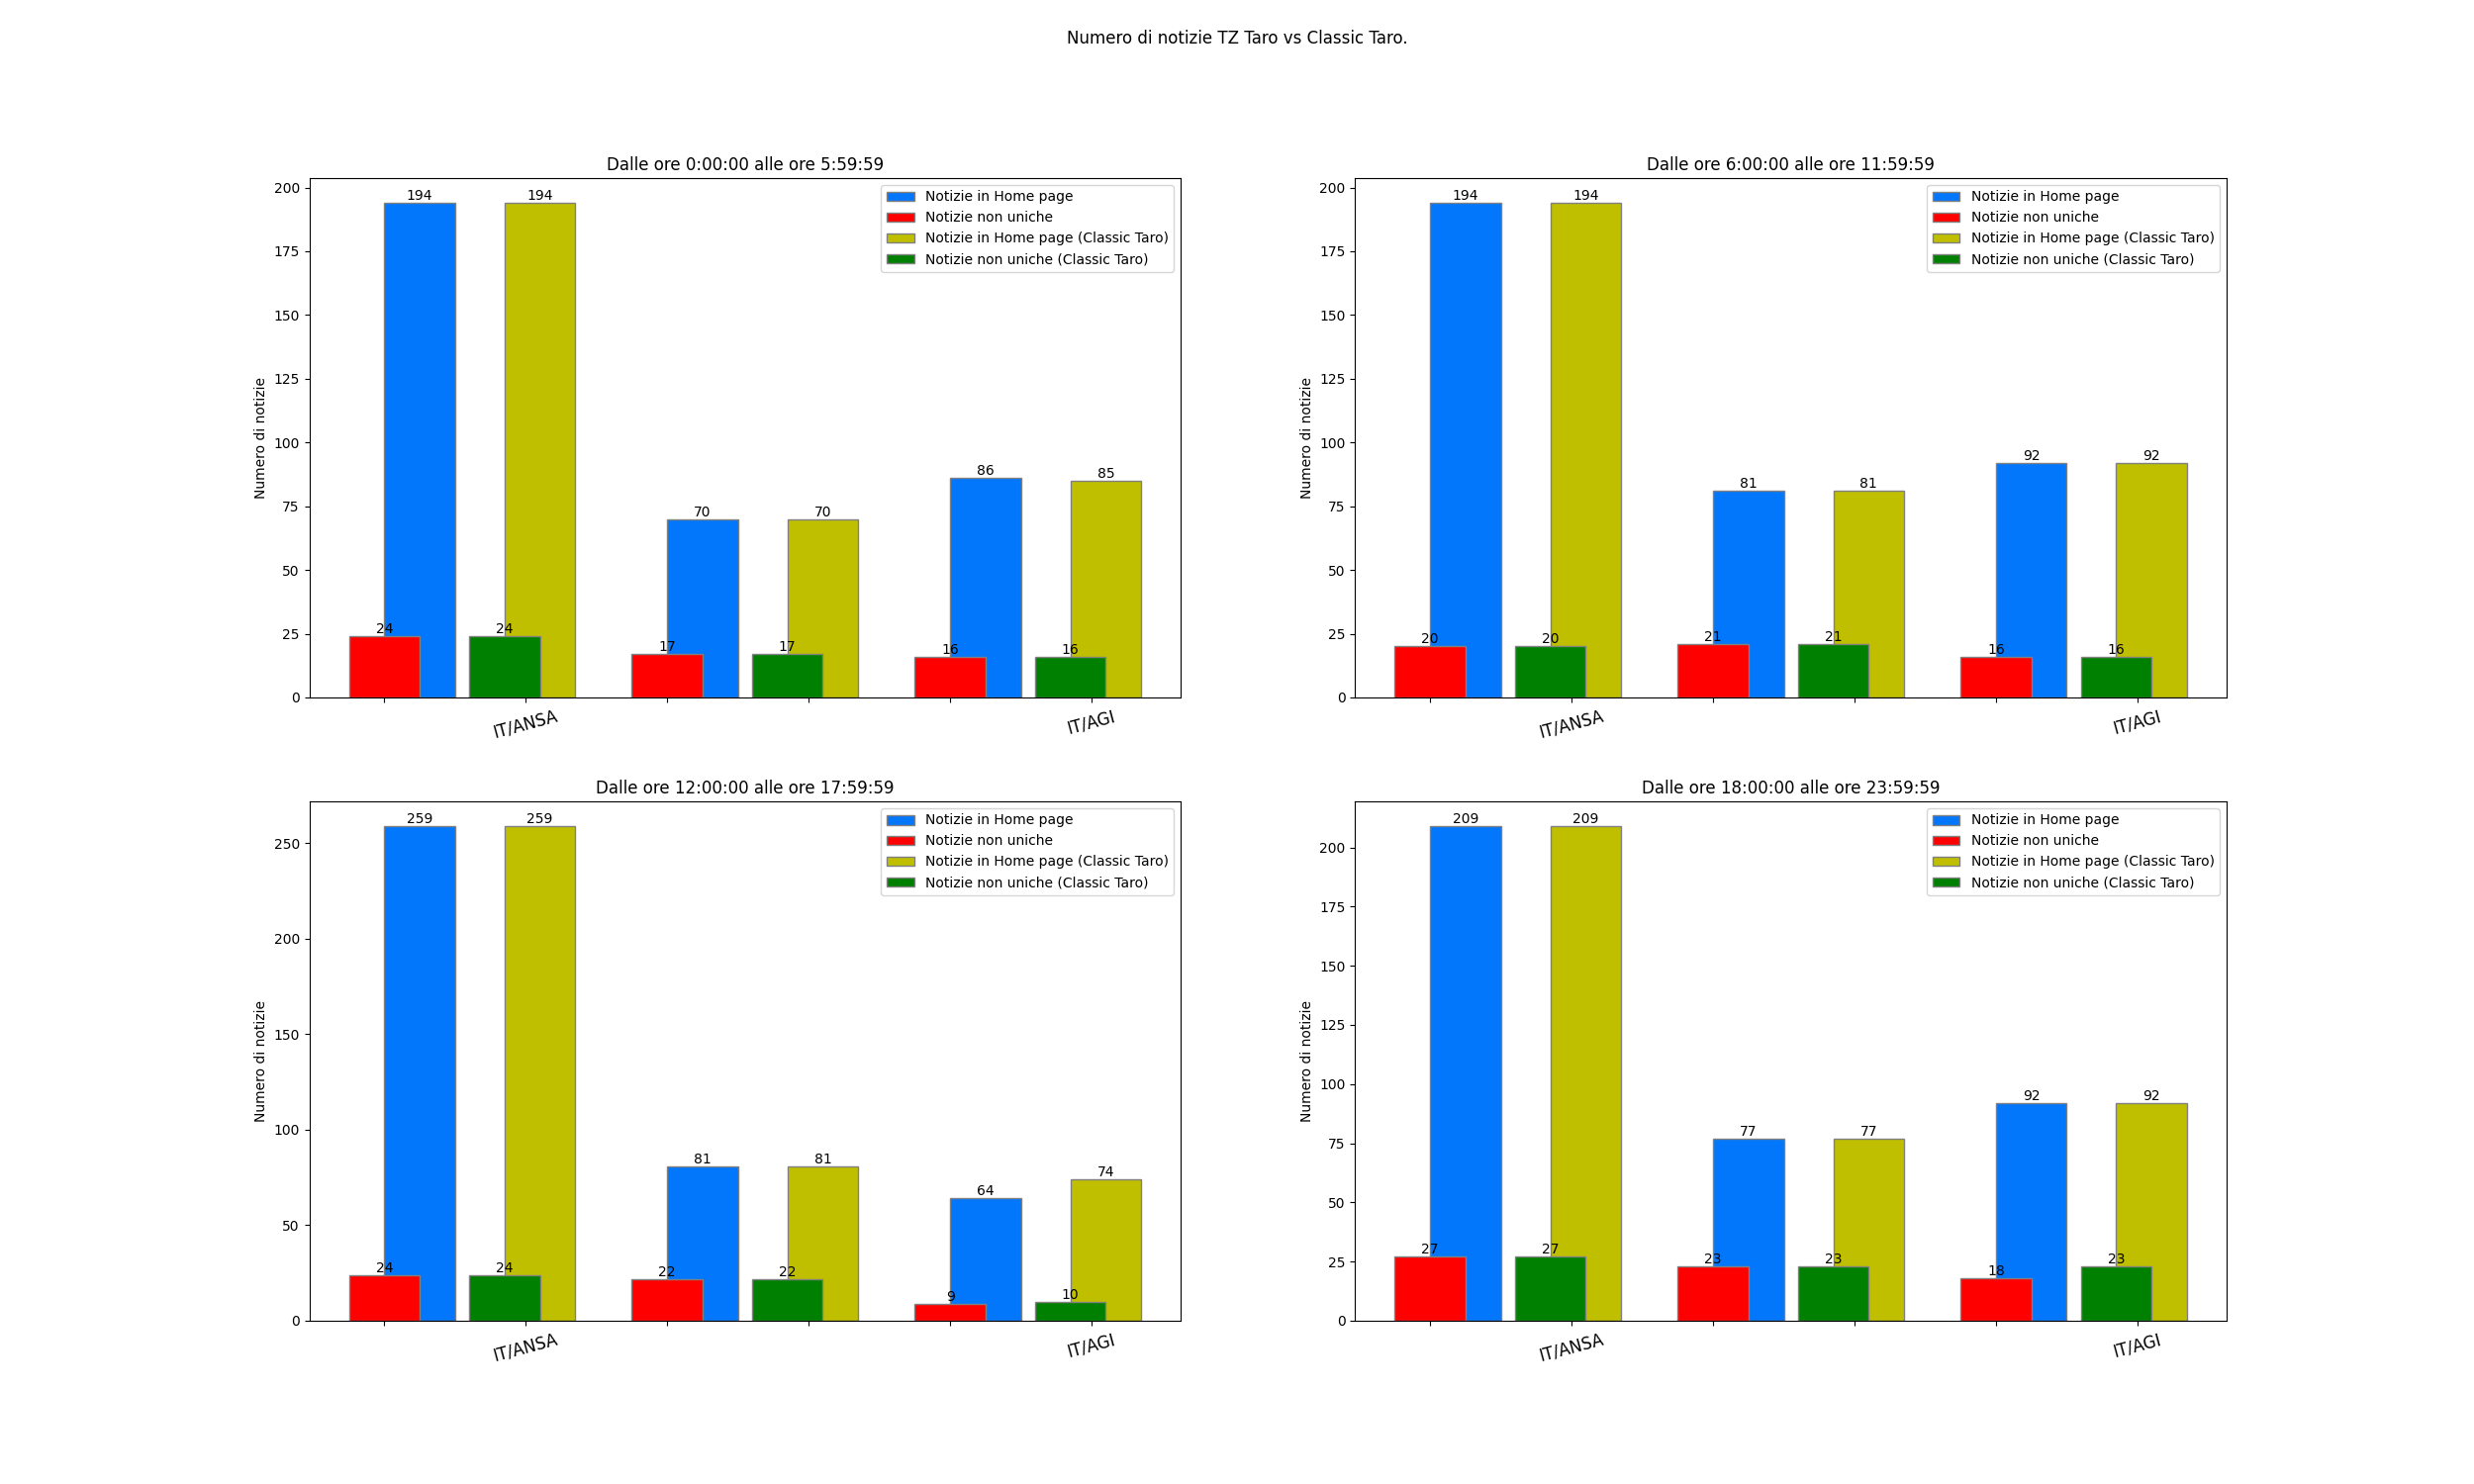 Numero di notizie TZ Taro vs Classic Taro.
Dalle ore 0:00:00 alle ore 5:59:59
Numero di notizie
200
175
150
125
100
75
50
25
0
194
194
70
70
86
85
24
24
17
17
16
16
Notizie in Home page
Notizie non uniche
Notizie in Home page (Classic Taro)
Notizie non uniche (Classic Taro)
IT/ANSA
IT/AGI
Dalle ore 6:00:00 alle ore 11:59:59
Numero di notizie
200
175
150
125
100
75
50
25
0
194
194
81
81
92
92
20
20
21
21
16
16
Notizie in Home page
Notizie non uniche
Notizie in Home page (Classic Taro)
Notizie non uniche (Classic Taro)
IT/ANSA
IT/AGI
Dalle ore 12:00:00 alle ore 17:59:59
Numero di notizie
250
200
150
100
50
0
259
259
81
81
64
74
24
24
22
22
9
10
Notizie in Home page
Notizie non uniche
Notizie in Home page (Classic Taro)
Notizie non uniche (Classic Taro)
IT/ANSA
IT/AGI
Dalle ore 18:00:00 alle ore 23:59:59
Numero di notizie
200
175
150
125
100
75
50
25
0
209
209
77
77
92
92
27
27
23
23
18
23
Notizie in Home page
Notizie non uniche
Notizie in Home page (Classic Taro)
Notizie non uniche (Classic Taro)
IT/ANSA
IT/AGI